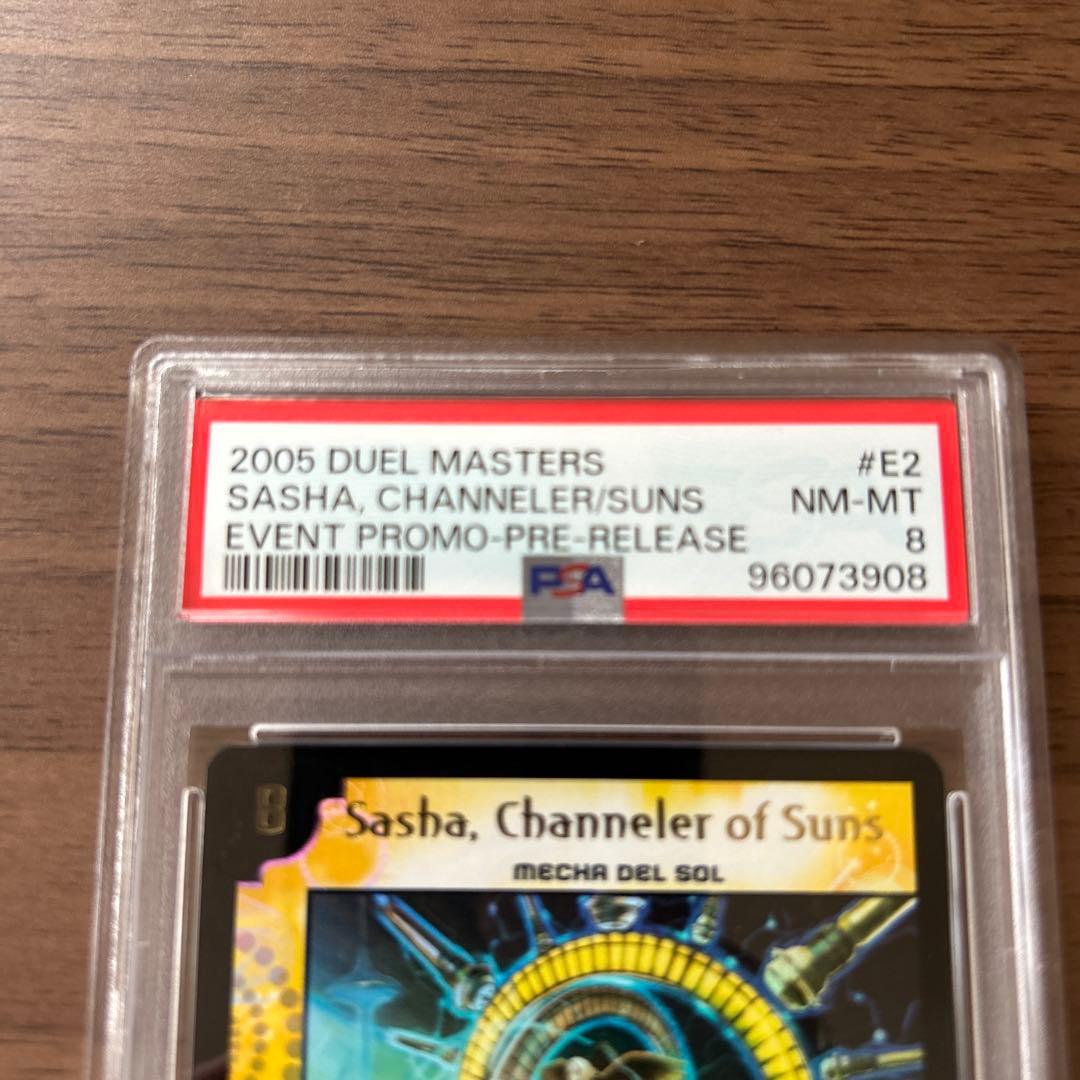 2005 DUEL MASTERS #E2
SASHA, CHANNELER/SUNS NM-MT
EVENT PROMO-PRE-RELEASE 8
PSA 96073908
8
Sasha, Channeler of Suns
MECHA DEL SOL